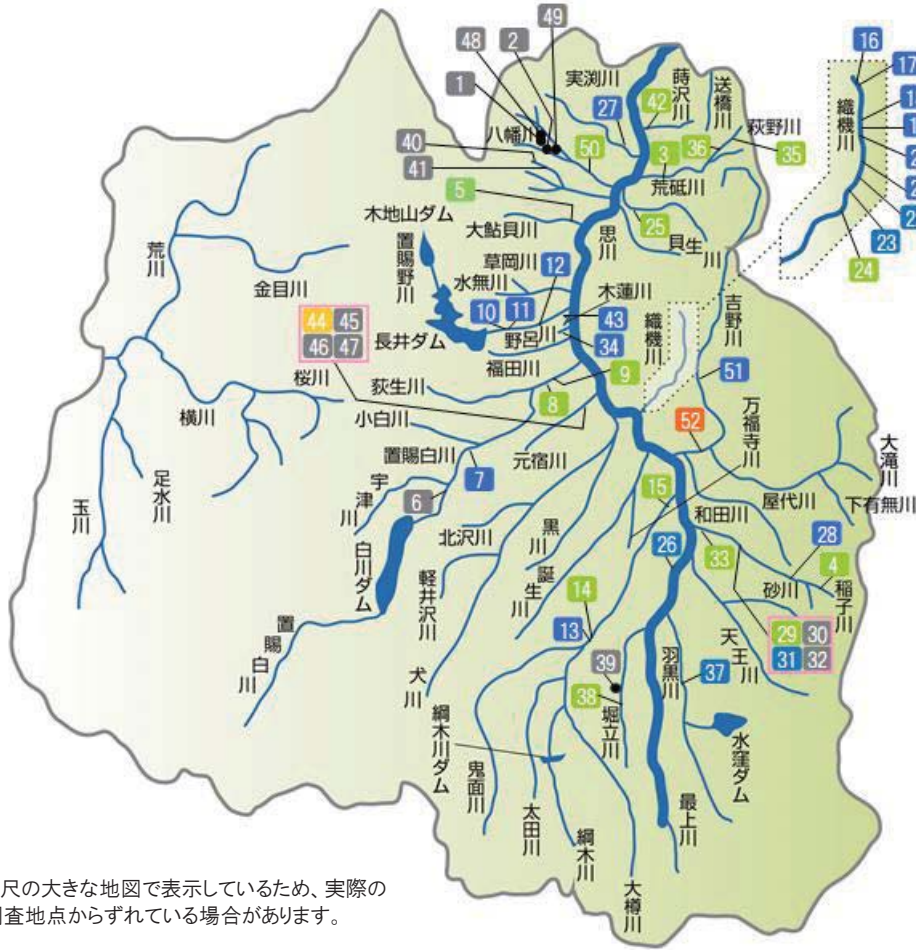 49
48
2
実渕川
蒔沢川
送橋川
16
17
1
27
42
萩野川
織機川
八幡川
40
50
3
36
35
41
荒砥川
5
木地山ダム
大鮎貝川
25
貝生川
23
24
荒川
置賜野川
草岡川
12
思川
水無川
木蓮川
金目川
10
11
43
織機川
吉野川
44
45
長井ダム
野呂川
34
46
47
福田川
51
桜川
荻生川
9
万福寺川
横川
小白川
8
52
大滝川
元宿川
置賜白川
7
15
屋代川
下有無川
足水川
宇津川
6
和田川
玉川
北沢川
黒川
26
28
白川ダム
33
4
誕生川
14
砂川
稲子川
軽井沢川
13
29
30
置賜白川
天王川
31
32
39
羽黒川
37
犬川
38
堀立川
綱木川ダム
水窪ダム
鬼面川
最上川
太田川
綱木川
大樽川
尺の大きな地図で表示しているため、実際の
査地点からずれている場合があります。